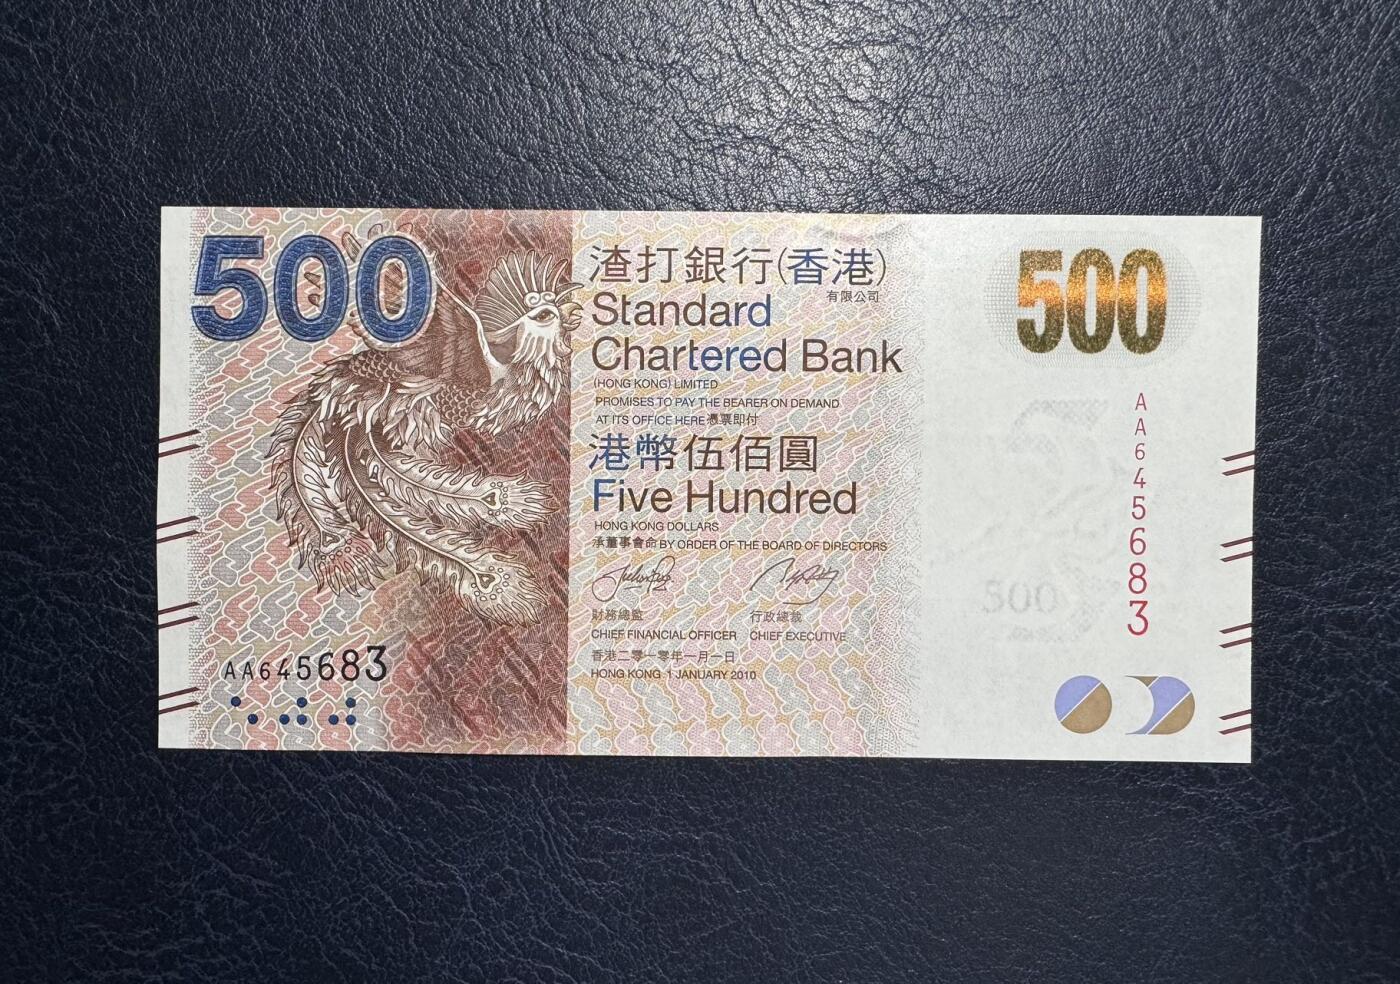 500
渣打銀行(香港)
有限公司
Standard
Chartered Bank
(HONG KONG) LIMITED
PROMISES TO PAY THE BEARER ON DEMAND
AT ITS OFFICE HERE 憑票即付
港幣伍佰圓
Five Hundred
HONG KONG DOLLARS
承董事會命 BY ORDER OF THE BOARD OF DIRECTORS
財務總監 行政總裁
CHIEF FINANCIAL OFFICER CHIEF EXECUTIVE
香港二零一零年一月一日
HONG KONG 1 JANUARY 2010
AA645683
500
AA645683
500